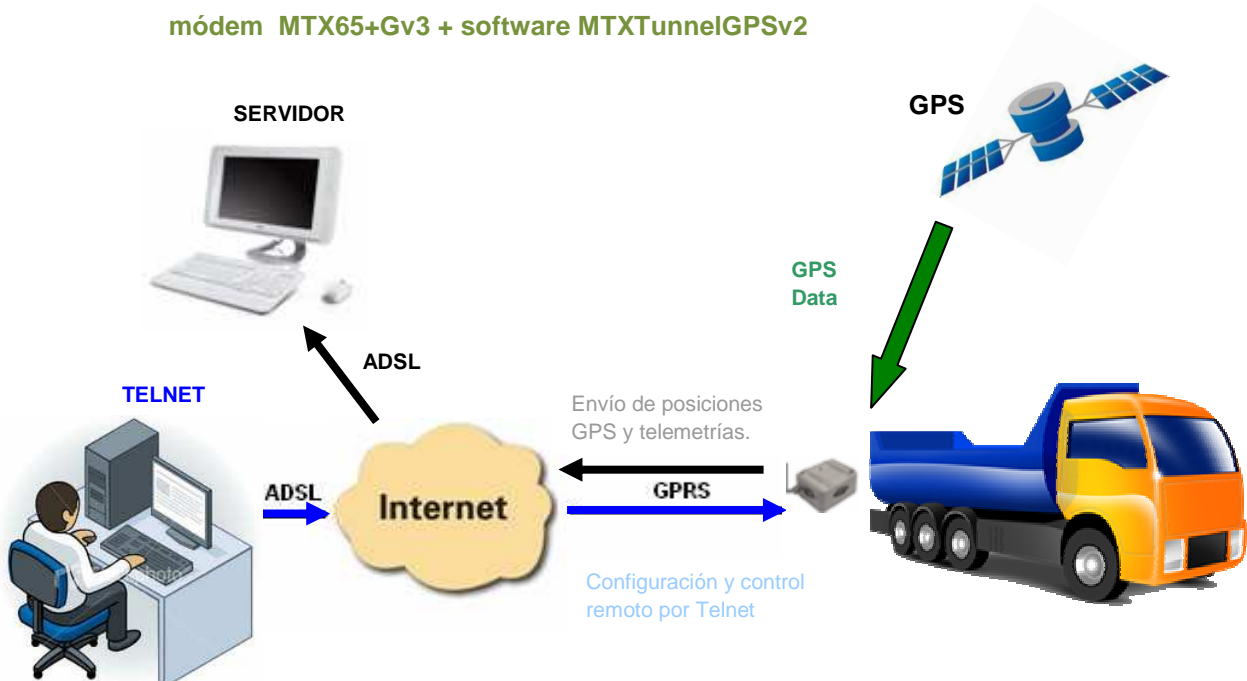 módem MTX65+Gv3 + software MTXTunnelGPSv2
SERVIDOR
GPS
GPS
Data
ADSL
TELNET
Envío de posiciones
GPS y telemetrías.
ADSL
Internet
GPRS
Configuración y control
remoto por Telnet